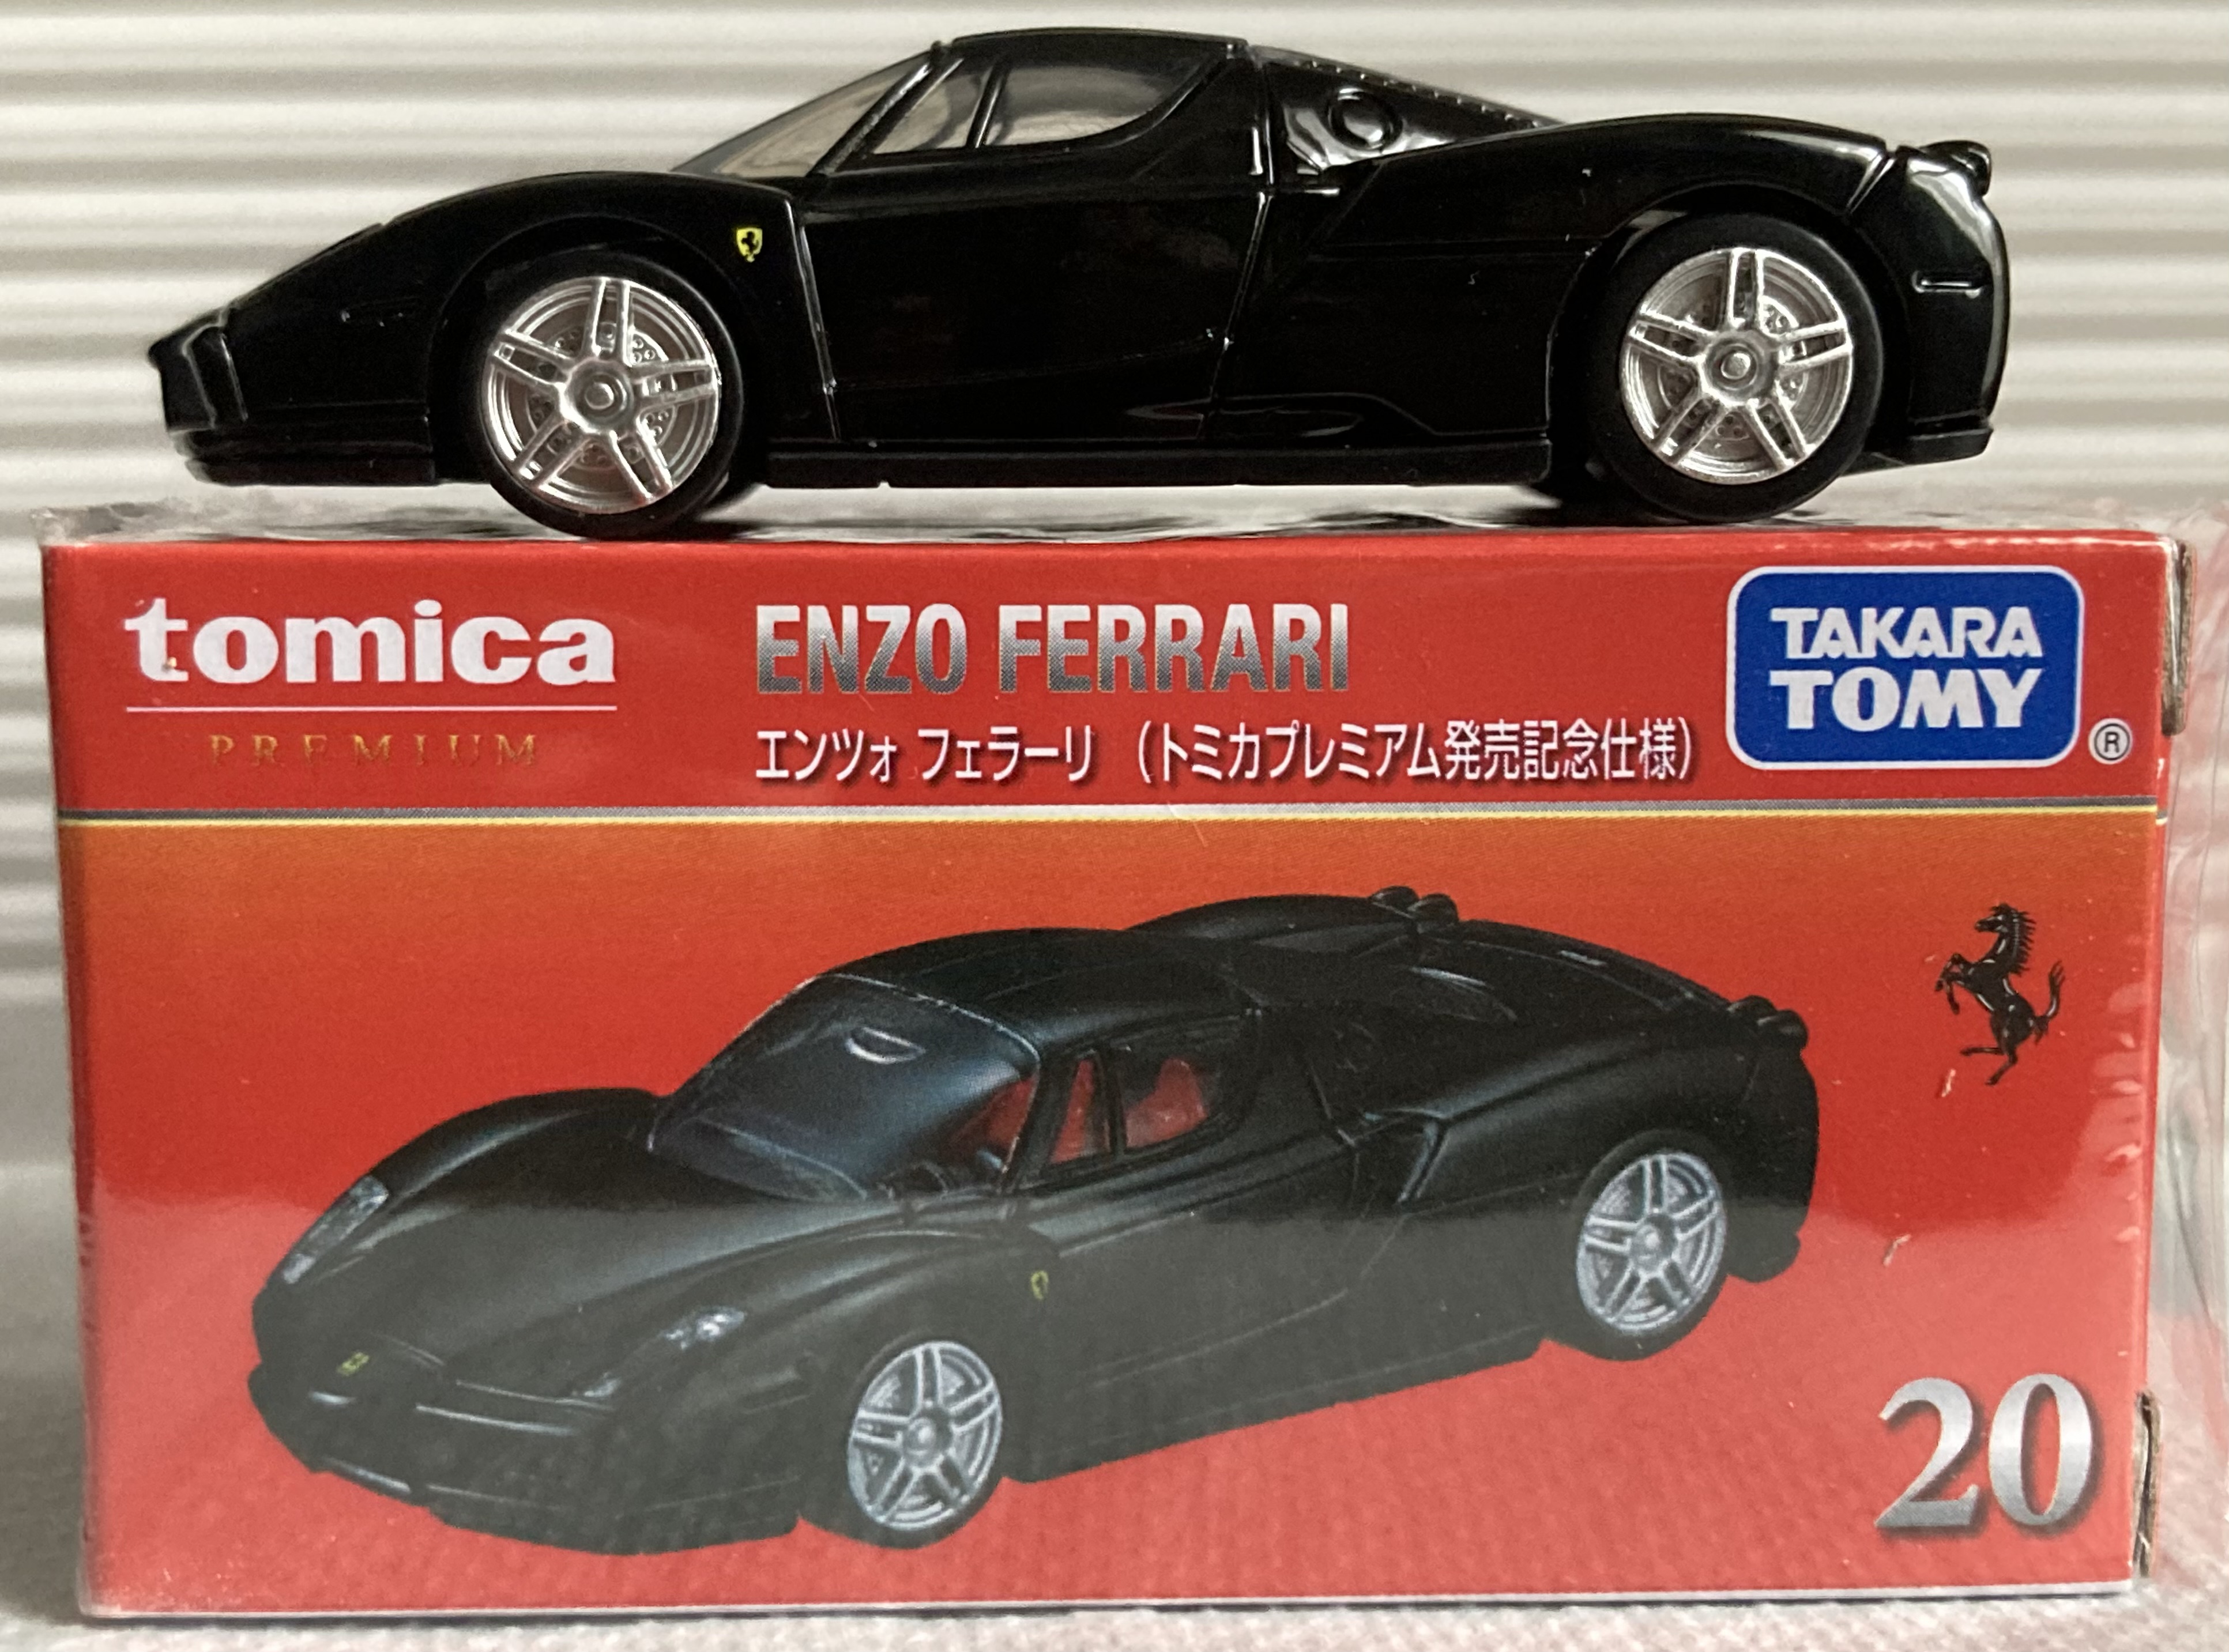 tomica
PREMIUM
ENZO FERRARI
エンツォ フェラーリ （トミカプレミアム発売記念仕様）
TAKARA
TOMY
®
20